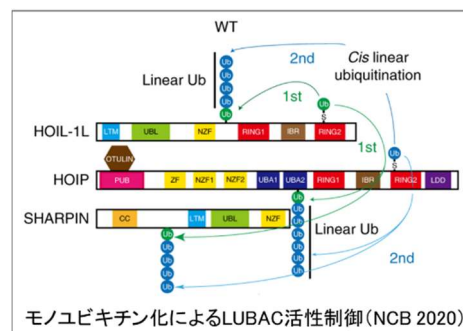 WT
Ub
Ub
Ub
Ub
Ub
Linear Ub
2nd
Cis linear
ubiquitination
1st
Ub
S
HOIL-1L
LTM UBL NZF RING1 IBR RING2
1st
Ub
S
OTULIN
HOIP
PUB ZF NZF1 NZF2 UBA1 UBA2 RING1 IBR RING2 LDD
SHARPIN
CC LTM UBL NZF
Ub
Ub
Ub
Ub
Ub
Ub
Linear Ub
Ub
Ub
Ub
Ub
Ub
2nd
モノユビキチン化によるLUBAC活性制御(NCB 2020)